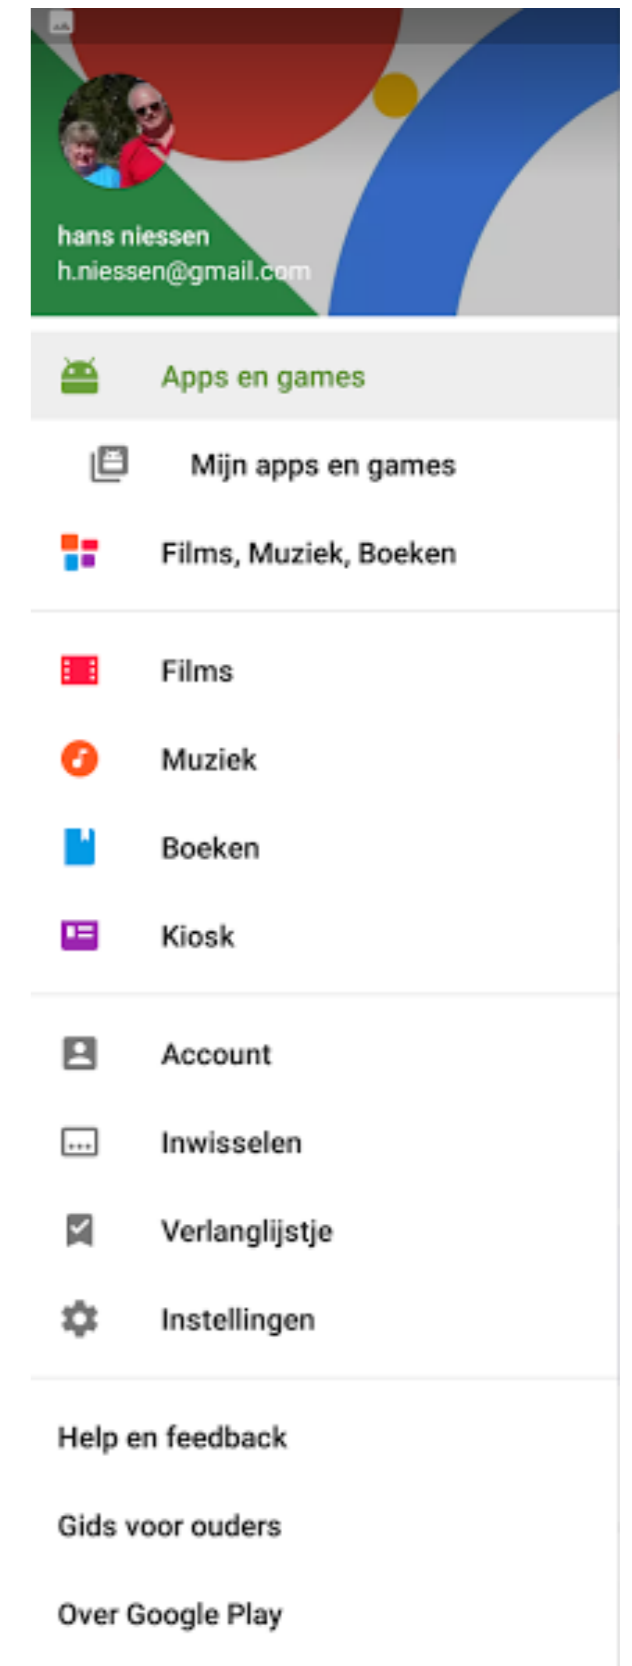 hans niessen
h.niessen@gmail.com
Apps en games
Mijn apps en games
Films, Muziek, Boeken
Films
Muziek
Boeken
Kiosk
Account
Inwisselen
Verlanglijstje
Instellingen
Help en feedback
Gids voor ouders
Over Google Play